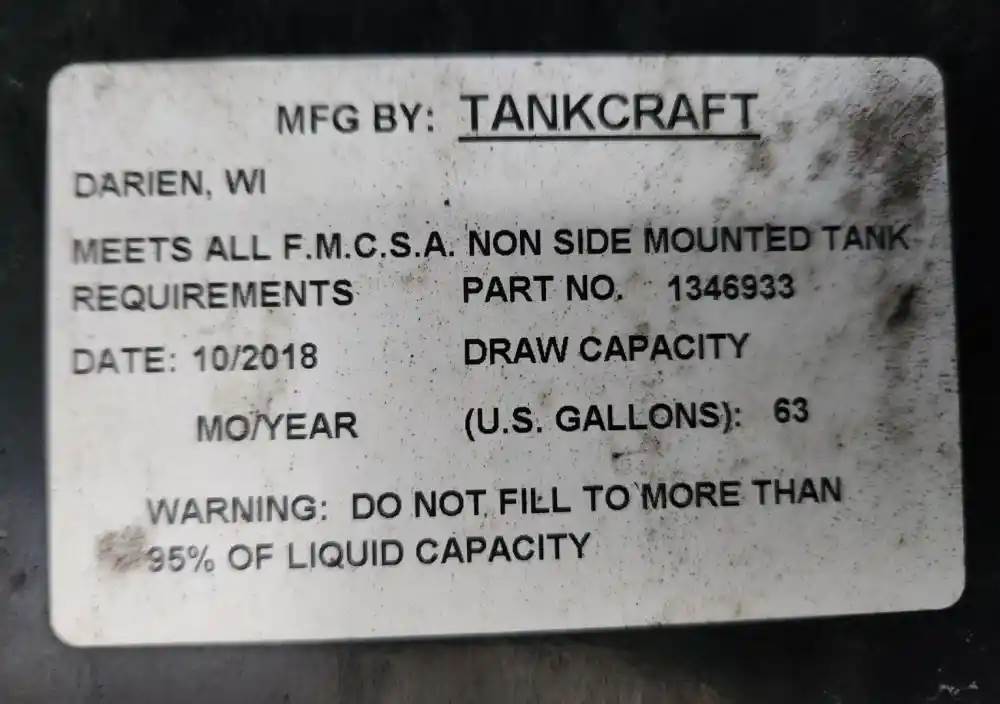 MFG BY: TANKCRAFT
DARIEN, WI
MEETS ALL F.M.C.S.A. NON SIDE MOUNTED TANK
REQUIREMENTS PART NO. 1346933
DATE: 10/2018 DRAW CAPACITY
MO/YEAR (U.S. GALLONS): 63
WARNING: DO NOT FILL TO MORE THAN
95% OF LIQUID CAPACITY